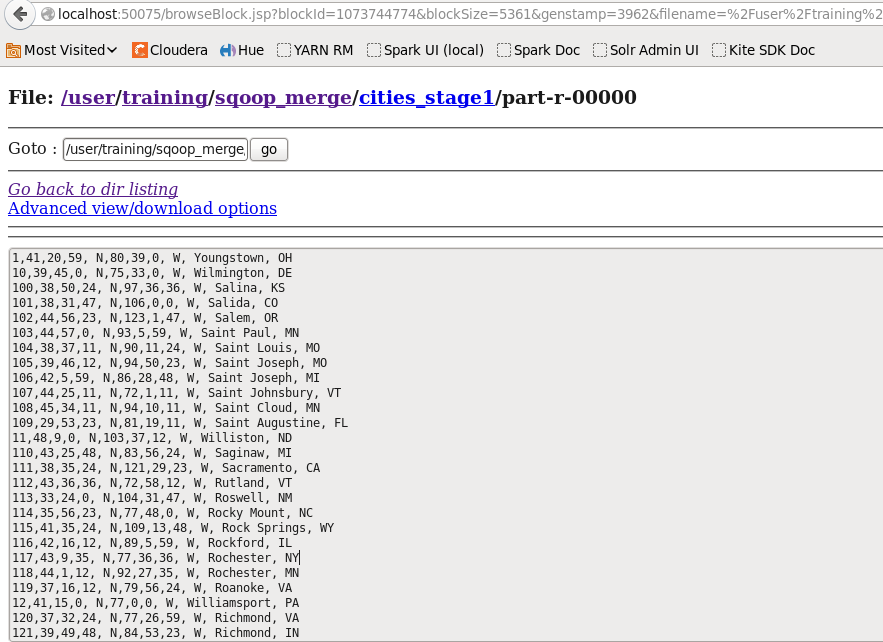 localhost:50075/browseBlock.jsp?blockId=1073744774&blockSize=5361&genstamp=3962&filename=%2Fuser%2Ftraining%2
Most Visited Cloudera Hue YARN RM Spark UI (local) Spark Doc Solr Admin UI Kite SDK Doc
File: /user/training/sqoop_merge/cities_stage1/part-r-00000
Goto : /user/training/sqoop_merge, go
Go back to dir listing
Advanced view/download options
1,41,20,59, N,80,39,0, W, Youngstown, OH
10,39,45,0, N,75,33,0, W, Wilmington, DE
100,38,50,24, N,97,36,36, W, Salina, KS
101,38,31,47, N,106,0,0, W, Salida, CO
102,44,56,23, N,123,1,47, W, Salem, OR
103,44,57,0, N,93,5,59, W, Saint Paul, MN
104,38,37,11, N,90,11,24, W, Saint Louis, MO
105,39,46,12, N,94,50,23, W, Saint Joseph, MO
106,42,5,59, N,86,28,48, W, Saint Joseph, MI
107,44,25,11, N,72,1,11, W, Saint Johnsbury, VT
108,45,34,11, N,94,10,11, W, Saint Cloud, MN
109,29,53,23, N,81,19,11, W, Saint Augustine, FL
11,48,9,0, N,103,37,12, W, Williston, ND
110,43,25,48, N,83,56,24, W, Saginaw, MI
111,38,35,24, N,121,29,23, W, Sacramento, CA
112,43,36,36, N,72,58,12, W, Rutland, VT
113,33,24,0, N,104,31,47, W, Roswell, NM
114,35,56,23, N,77,48,0, W, Rocky Mount, NC
115,41,35,24, N,109,13,48, W, Rock Springs, WY
116,42,16,12, N,89,5,59, W, Rockford, IL
117,43,9,35, N,77,36,36, W, Rochester, NY
118,44,1,12, N,92,27,35, W, Rochester, MN
119,37,16,12, N,79,56,24, W, Roanoke, VA
12,41,15,0, N,77,0,0, W, Williamsport, PA
120,37,32,24, N,77,26,59, W, Richmond, VA
121,39,49,48, N,84,53,23, W, Richmond, IN